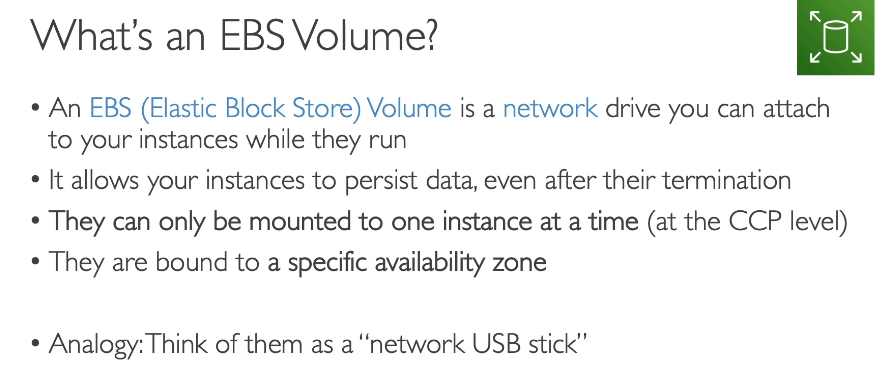 What's an EBS Volume?
• An EBS (Elastic Block Store) Volume is a network drive you can attach
to your instances while they run
• It allows your instances to persist data, even after their termination
• They can only be mounted to one instance at a time (at the CCP level)
• They are bound to a specific availability zone
• Analogy: Think of them as a “network USB stick”